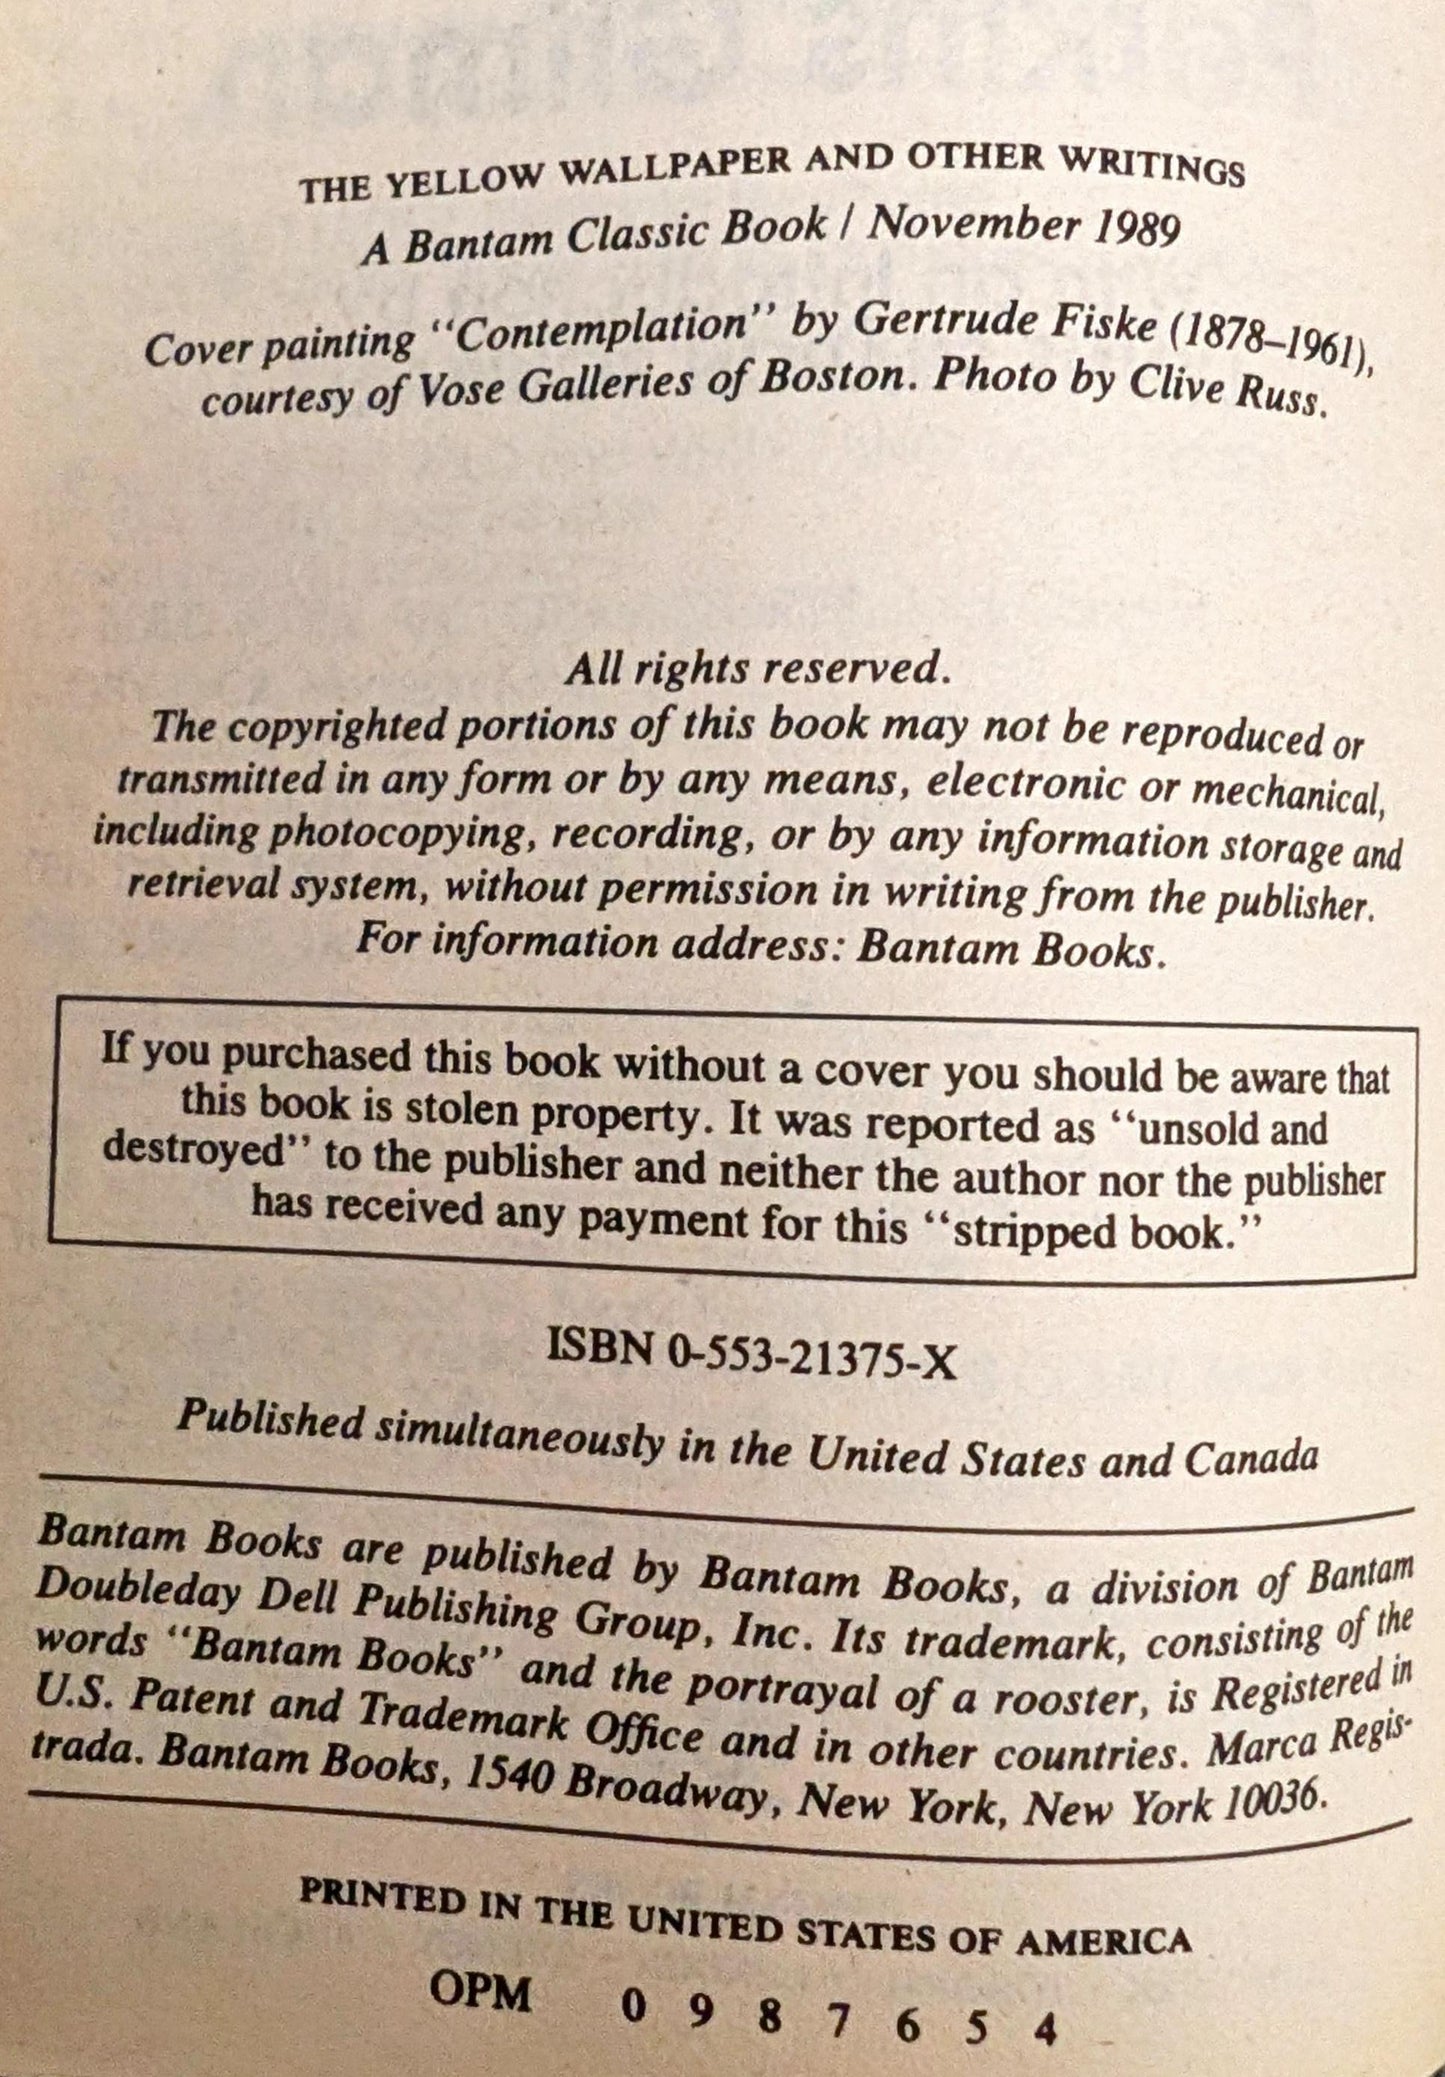 THE YELLOW WALLPAPER AND OTHER WRITINGS
A Bantam Classic Book / November 1989
Cover painting "Contemplation" by Gertrude Fiske (1878–1961),
courtesy of Vose Galleries of Boston. Photo by Clive Russ.
All rights reserved.
The copyrighted portions of this book may not be reproduced or
transmitted in any form or by any means, electronic or mechanical,
including photocopying, recording, or by any information storage and
retrieval system, without permission in writing from the publisher.
For information address: Bantam Books.
If you purchased this book without a cover you should be aware that
this book is stolen property. It was reported as "unsold and
destroyed" to the publisher and neither the author nor the publisher
has received any payment for this "stripped book."
ISBN 0-553-21375-X
Published simultaneously in the United States and Canada
Bantam Books are published by Bantam Books, a division of Bantam
Doubleday Dell Publishing Group, Inc. Its trademark, consisting of the
words "Bantam Books" and the portrayal of a rooster, is Registered in
U.S. Patent and Trademark Office and in other countries. Marca Regis-
trada. Bantam Books, 1540 Broadway, New York, New York 10036.
PRINTED IN THE UNITED STATES OF AMERICA
OPM 0 9 8 7 6 5 4